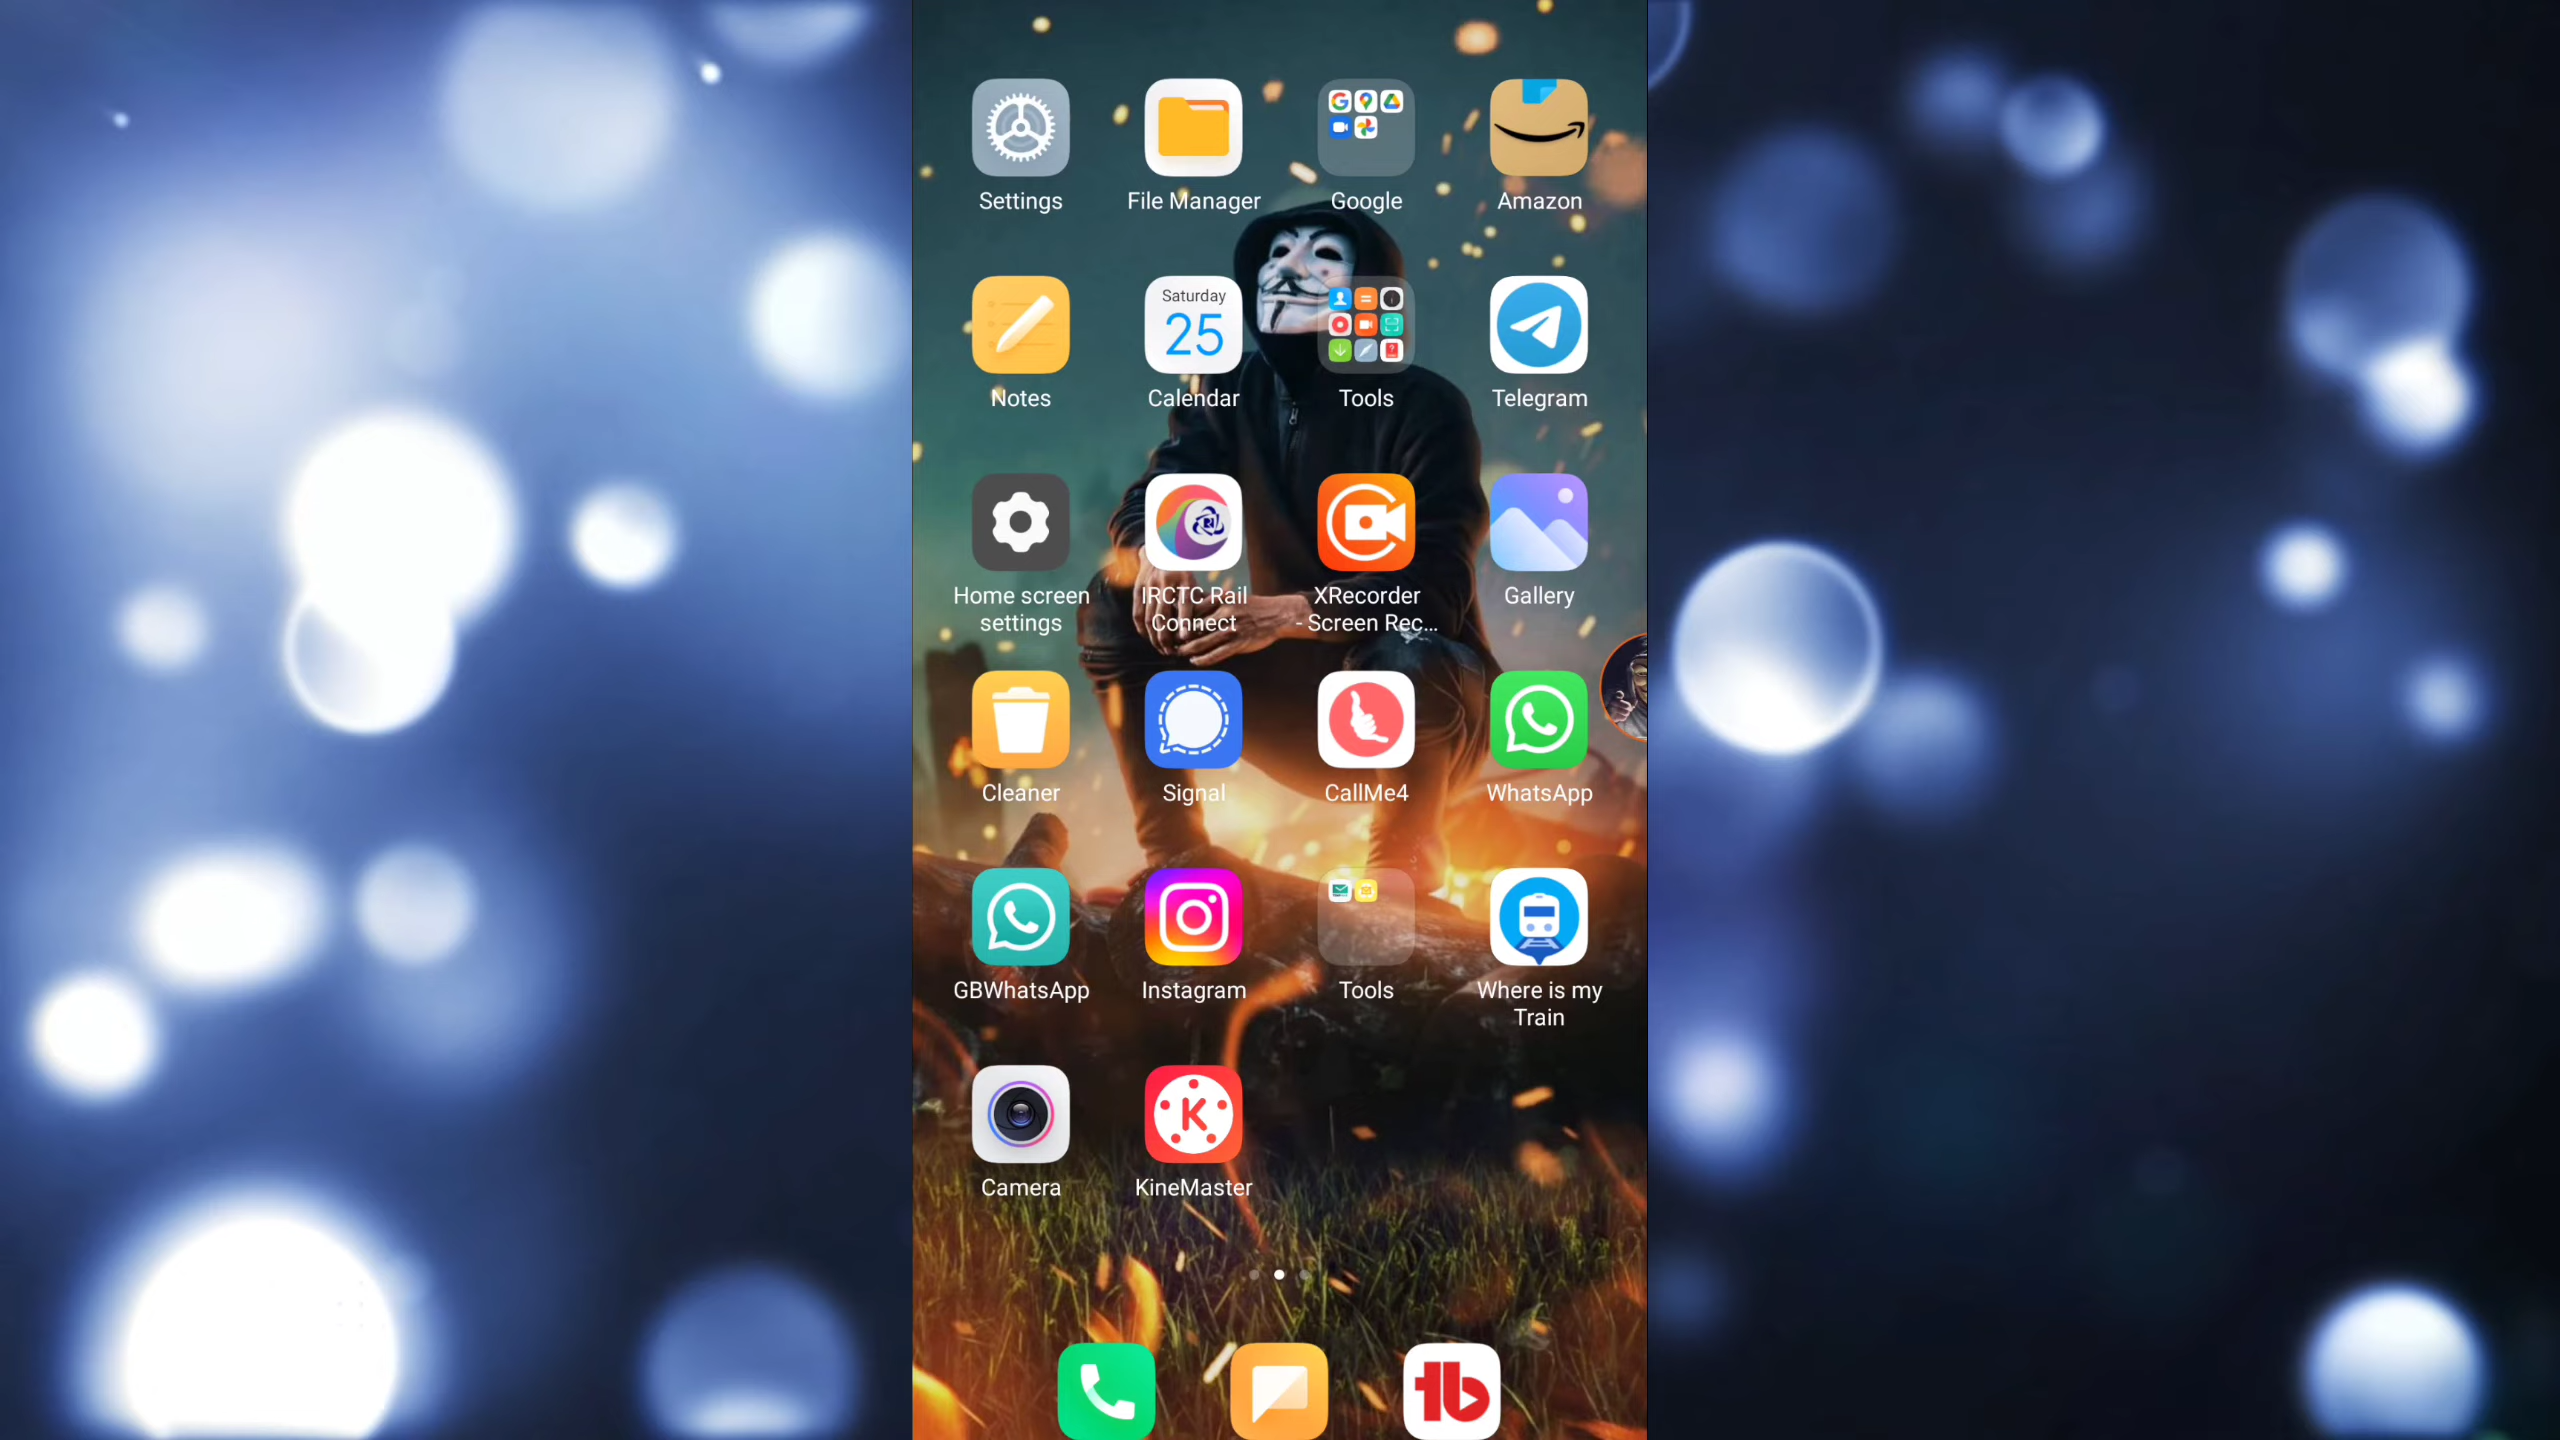 Settings
File Manager
Google
Amazon
Saturday
25
Notes
Calendar
Tools
Telegram
Home screen
settings
IRCTC Rail
Connect
XRecorder
- Screen Rec...
Gallery
Cleaner
Signal
CallMe4
WhatsApp
GBWhatsApp
Instagram
Tools
Where is my
Train
K
Camera
KineMaster
tb